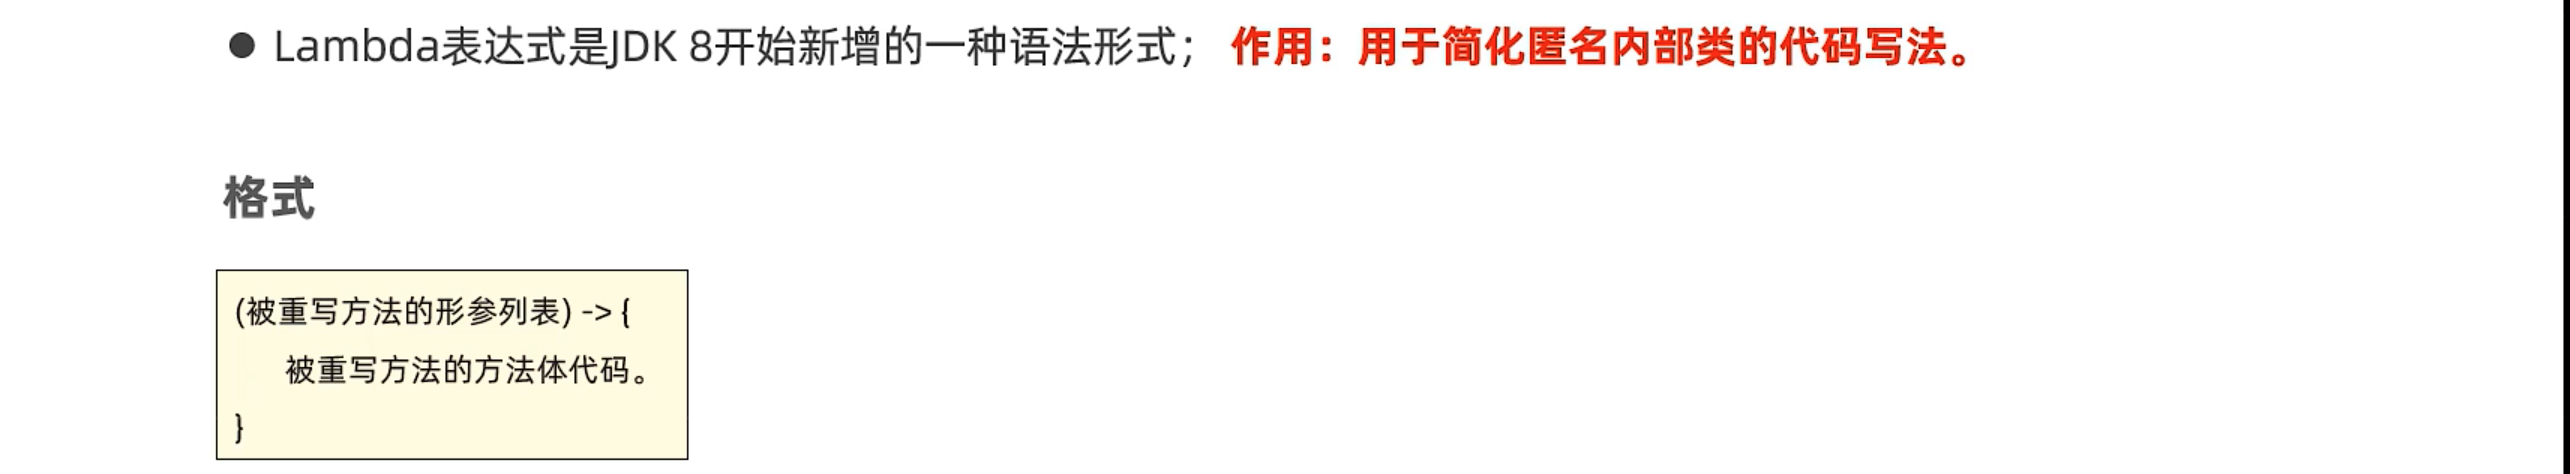 ● Lambda表达式是JDK 8开始新增的一种语法形式；作用：用于简化匿名内部类的代码写法。
格式
(被重写方法的形参列表) -> {
被重写方法的方法体代码。
}